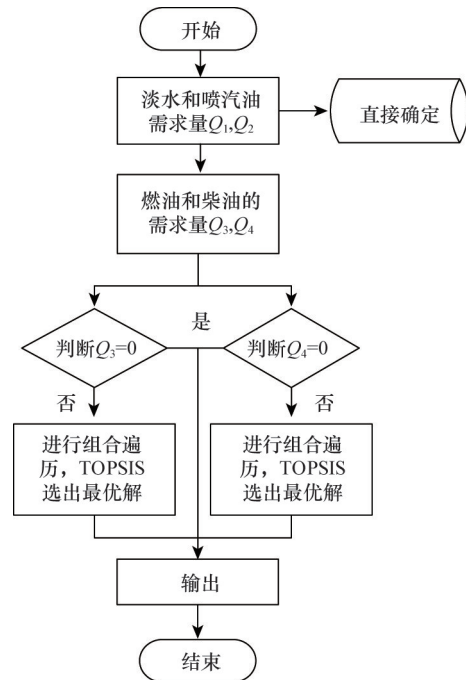 开始
淡水和喷汽油
需求量Q₁,Q₂
直接确定
燃油和柴油的
需求量Q₃,Q₄
判断Q₃=0
是
判断Q₄=0
否
否
进行组合遍
历，TOPSIS
选出最优解
进行组合遍
历，TOPSIS
选出最优解
输出
结束